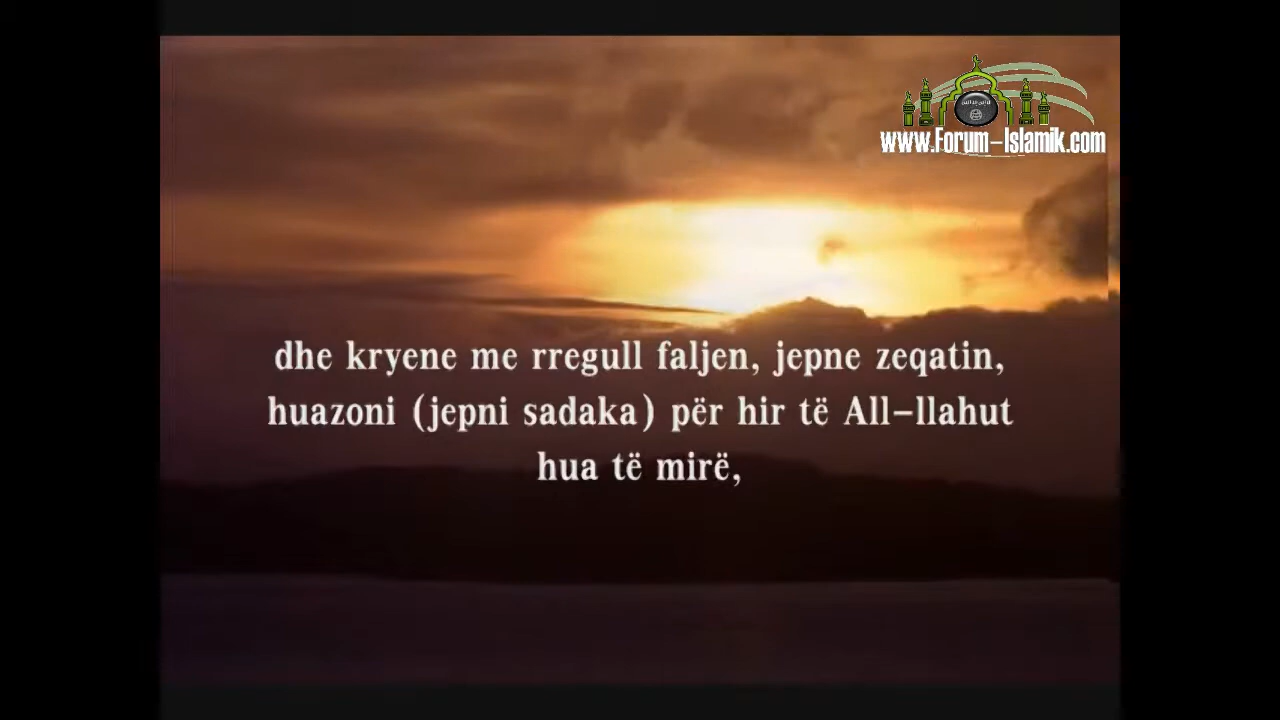 www.Forum-Islamik.com
dhe kryene me rregull faljen, jepne zeqatin,
huazoni (jepni sadaka) për hir të All-llahut
hua të mirë,